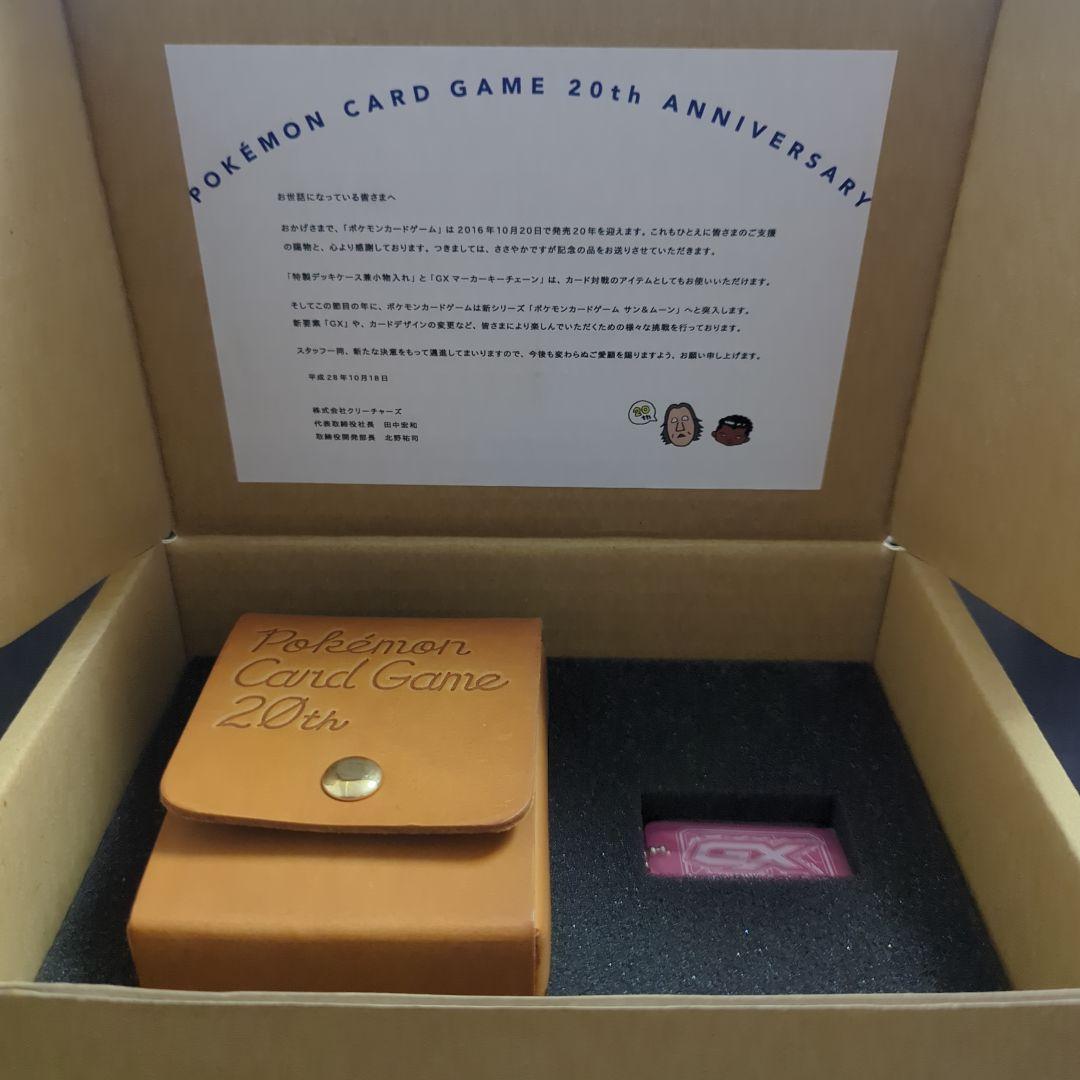 POKÉMON CARD GAME 20th ANNIVERSARY
お世話になっている皆さまへ
おかげさまで、「ポケモンカードゲーム」は2016年10月20日で発売20年を迎えます。これもひとえに皆さまのご支援
の賜物と、心より感謝しております。つきましては、ささやかですが記念の品をお送りさせていただきます。
「特製デッキケース兼小物入れ」と「GXマーカーキーチェーン」は、カード対戦のアイテムとしてもお使いいただけます。
そしてこの節目の年に、ポケモンカードゲームは新シリーズ「ポケモンカードゲーム サン&ムーン」へと突入します。
新要素「GX」や、カードデザインの変更など、皆さまにより楽しんでいただくための様々な挑戦を行っております。
スタッフ一同、新たな決意をもって邁進してまいりますので、今後も変わらぬご愛顧を賜りますよう、お願い申し上げます。
平成28年10月18日
株式会社クリーチャーズ
代表取締役社長 田中宏和
取締役開発部長 北野祐司
20
th
Pokémon
Card Game
20th
GX